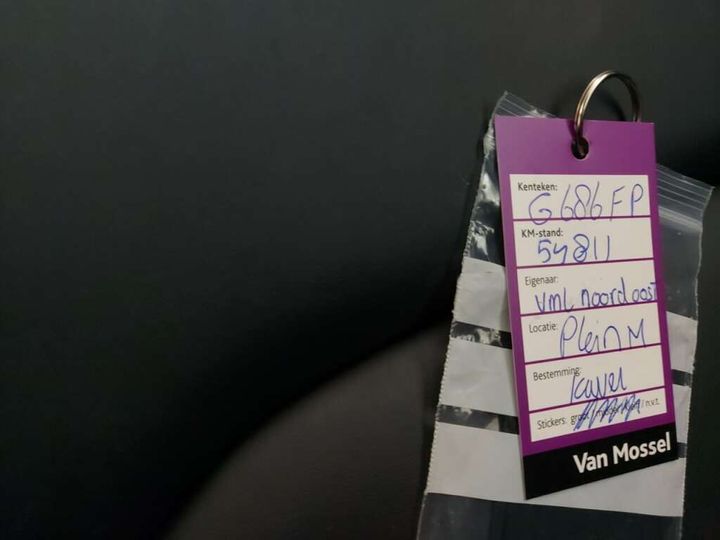 Kenteken:
G686FP
KM-stand:
54811
Eigenaar:
vml noordoost
Locatie:
Plein M
Bestemming:
kavel
Stickers: n.v.t.
Van Mossel